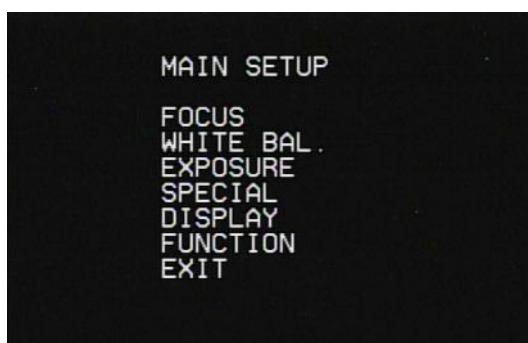 MAIN SETUP
FOCUS
WHITE BAL.
EXPOSURE
SPECIAL
DISPLAY
FUNCTION
EXIT